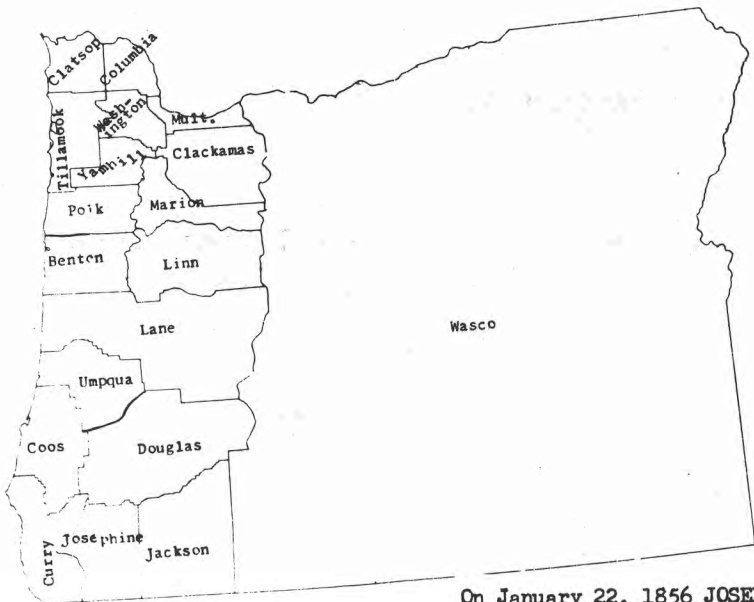 Clatsop
Columbia
Tillamook
Wash-
ington
Mult.
Yamhill
Clackamas
Polk
Marion
Benton
Linn
Lane
Wasco
Umpqua
Coos
Douglas
Curry
Josephine
Jackson
On January 22, 1856 JOSE